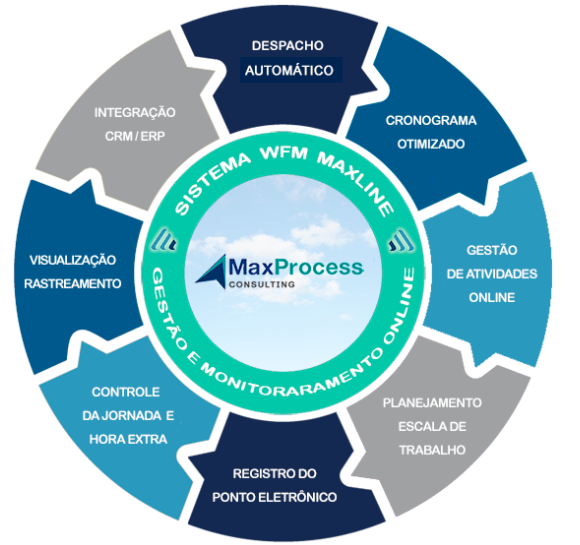 DESPACHO
AUTOMÁTICO
CRONOGRAMA
OTIMIZADO
GESTÃO
DE ATIVIDADES
ONLINE
PLANEJAMENTO
ESCALA DE
TRABALHO
REGISTRO DO
PONTO ELETRÔNICO
CONTROLE
DA JORNADA E
HORA EXTRA
VISUALIZAÇÃO
RASTREAMENTO
INTEGRAÇÃO
CRM / ERP
SISTEMA WFM MAXLINE
GESTÃO E MONITORARAMENTO ONLINE
MaxProcess
CONSULTING